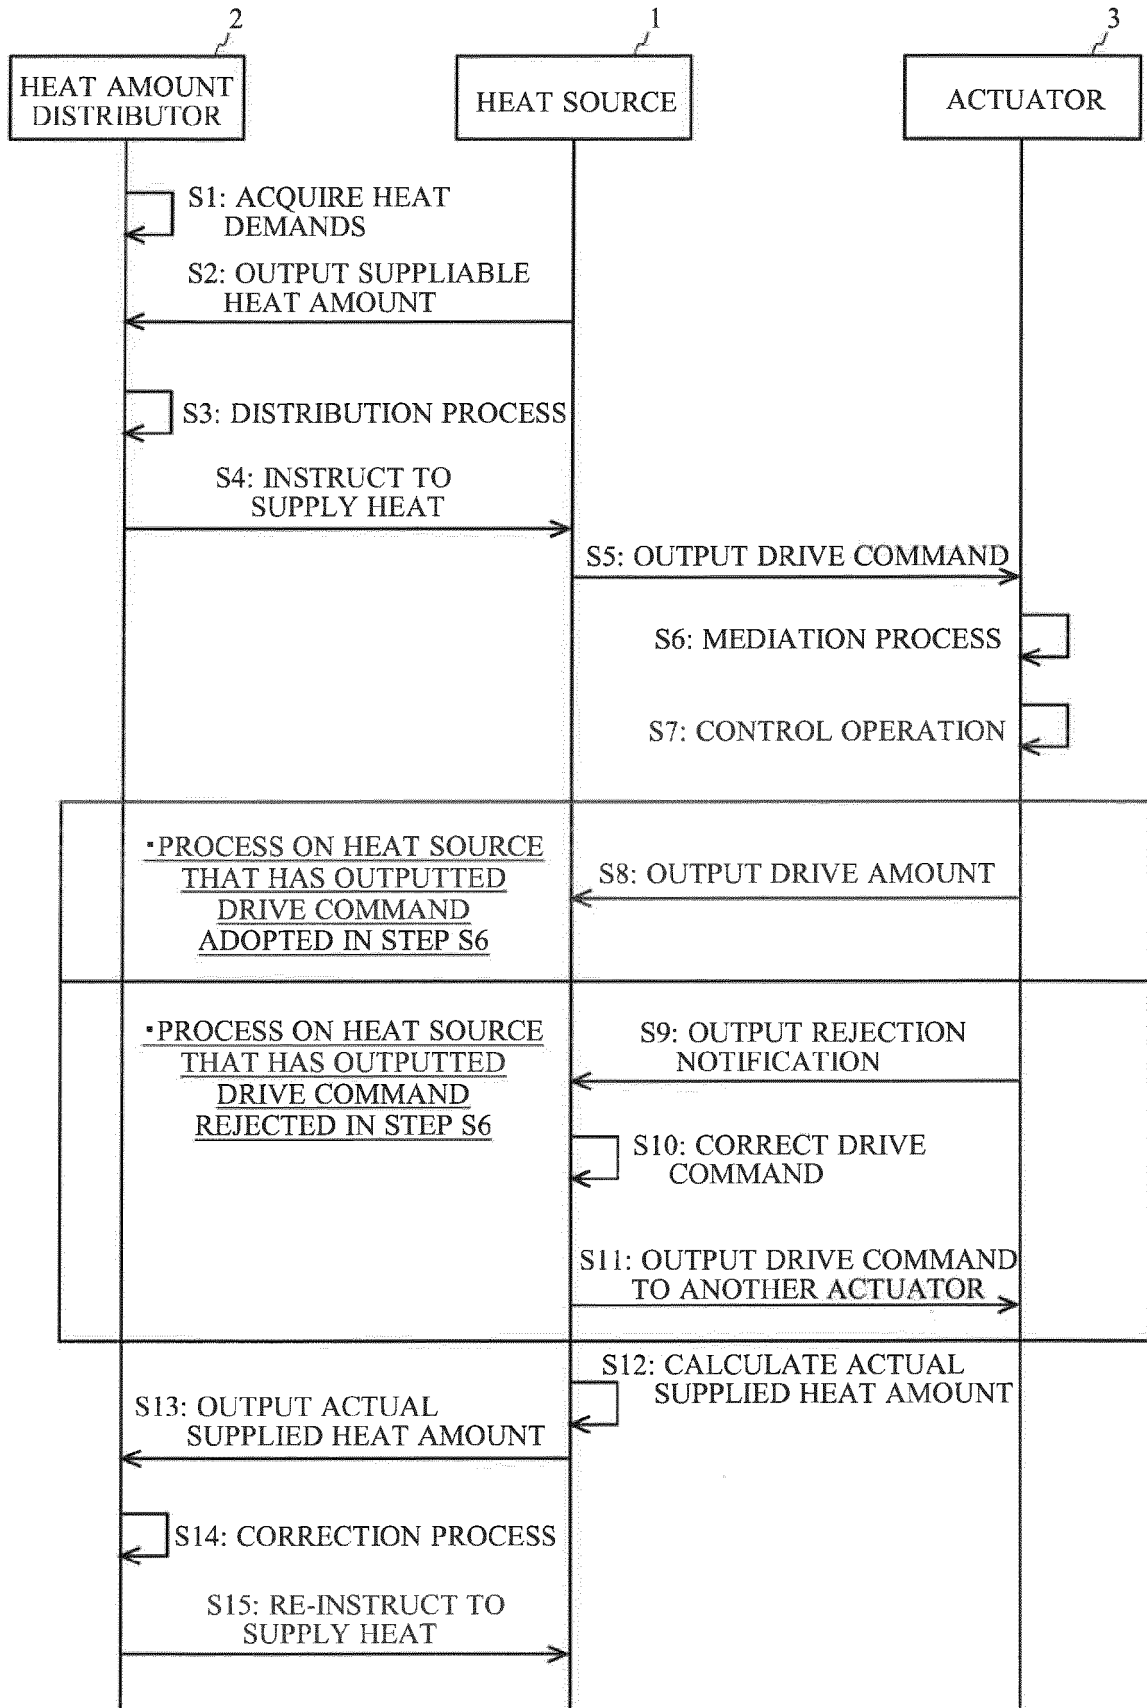 2
1
3
HEAT AMOUNT
DISTRIBUTOR
HEAT SOURCE
ACTUATOR
S1: ACQUIRE HEAT
DEMANDS
S2: OUTPUT SUPPLIABLE
HEAT AMOUNT
S3: DISTRIBUTION PROCESS
S4: INSTRUCT TO
SUPPLY HEAT
S5: OUTPUT DRIVE COMMAND
S6: MEDIATION PROCESS
S7: CONTROL OPERATION
▪PROCESS ON HEAT SOURCE
THAT HAS OUTPUTTED
DRIVE COMMAND
ADOPTED IN STEP S6
S8: OUTPUT DRIVE AMOUNT
▪PROCESS ON HEAT SOURCE
THAT HAS OUTPUTTED
DRIVE COMMAND
REJECTED IN STEP S6
S9: OUTPUT REJECTION
NOTIFICATION
S10: CORRECT DRIVE
COMMAND
S11: OUTPUT DRIVE COMMAND
TO ANOTHER ACTUATOR
S12: CALCULATE ACTUAL
SUPPLIED HEAT AMOUNT
S13: OUTPUT ACTUAL
SUPPLIED HEAT AMOUNT
S14: CORRECTION PROCESS
S15: RE-INSTRUCT TO
SUPPLY HEAT